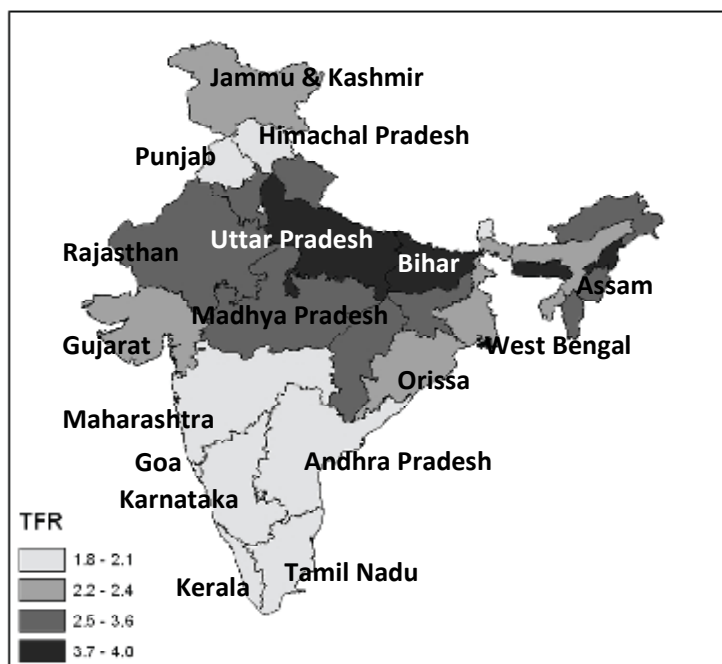 Jammu & Kashmir
Himachal Pradesh
Punjab
Uttar Pradesh
Rajasthan
Bihar
Assam
Madhya Pradesh
Gujarat
West Bengal
Orissa
Maharashtra
Goa
Andhra Pradesh
Karnataka
TFR
1.8 - 2.1
Tamil Nadu
Kerala
2.2 - 2.4
2.5 - 3.6
3.7 - 4.0